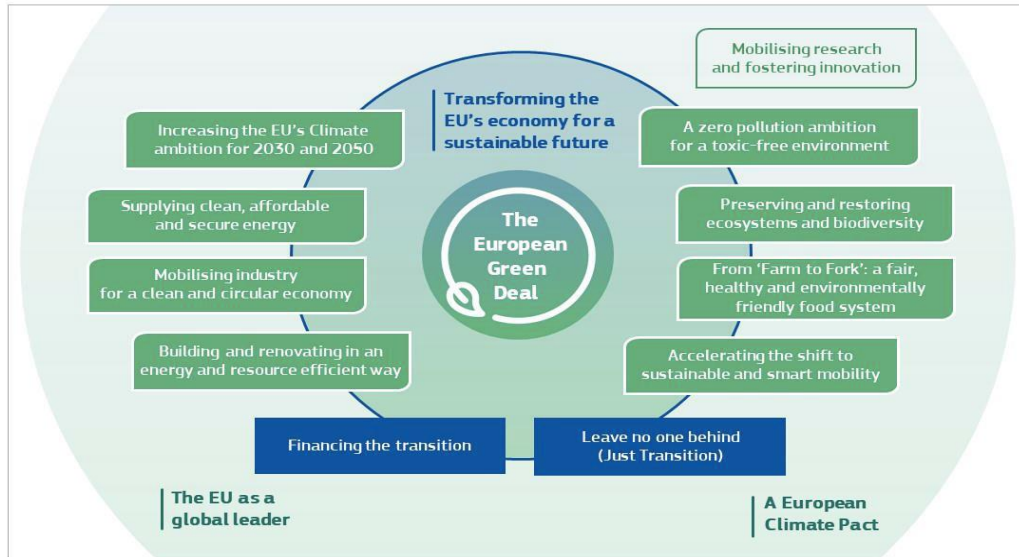 Mobilising research
and fostering innovation
Transforming the
EU's economy for a
sustainable future
Increasing the EU's Climate
ambition for 2030 and 2050
A zero pollution ambition
for a toxic-free environment
Supplying clean, affordable
and secure energy
Preserving and restoring
ecosystems and biodiversity
The
European
Green
Deal
Mobilising industry
for a clean and circular economy
From ‘Farm to Fork’: a fair,
healthy and environmentally
friendly food system
Building and renovating in an
energy and resource efficient way
Accelerating the shift to
sustainable and smart mobility
Financing the transition
Leave no one behind
(Just Transition)
The EU as a
global leader
A European
Climate Pact